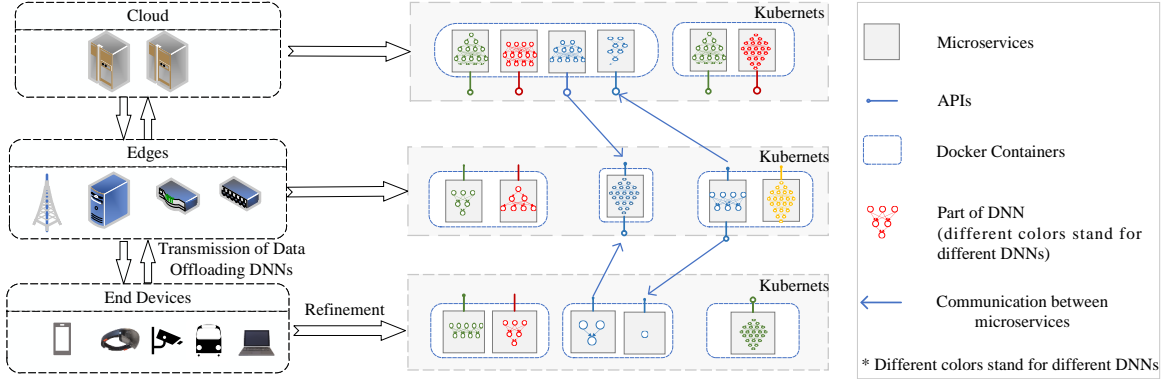 Cloud
Kubernets
Edges
Kubernets
Transmission of Data
Offloading DNNs
End Devices
Refinement
Kubernets
Microservices
APIs
Docker Containers
Part of DNN
(different colors stand for
different DNNs)
Communication between
microservices
* Different colors stand for different DNNs